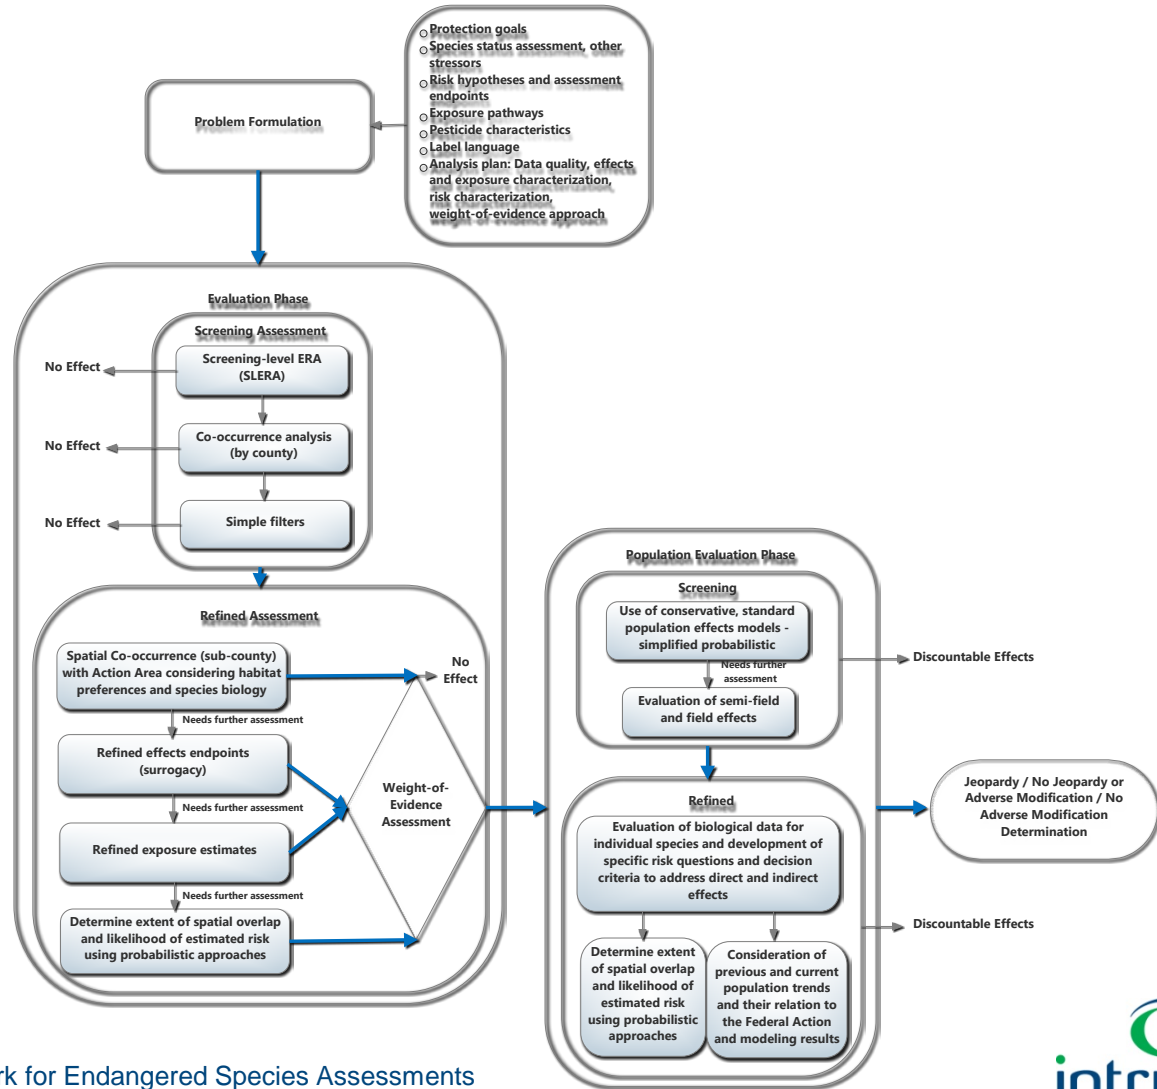 Protection goals
Species status assessment, other
stressors
Risk hypotheses and assessment
endpoints
Exposure pathways
Pesticide characteristics
Label language
Analysis plan: Data quality, effects
and exposure characterization,
risk characterization,
weight-of-evidence approach
Problem Formulation
Evaluation Phase
Screening Assessment
Screening-level ERA
(SLERA)
No Effect
Co-occurrence analysis
(by county)
No Effect
Simple filters
No Effect
Refined Assessment
Spatial Co-occurrence (sub-county)
with Action Area considering habitat
preferences and species biology
No
Effect
Needs further assessment
Refined effects endpoints
(surrogacy)
Needs further assessment
Refined exposure estimates
Needs further assessment
Determine extent of spatial overlap
and likelihood of estimated risk
using probabilistic approaches
Weight-of-
Evidence
Assessment
Population Evaluation Phase
Screening
Use of conservative, standard
population effects models -
simplified probabilistic
Needs further
assessment
Evaluation of semi-field
and field effects
Discountable Effects
Refined
Evaluation of biological data for
individual species and development of
specific risk questions and decision
criteria to address direct and indirect
effects
Determine extent
of spatial overlap
and likelihood of
estimated risk
using probabilistic
approaches
Consideration of
previous and current
population trends
and their relation to
the Federal Action
and modeling results
Discountable Effects
Jeopardy / No Jeopardy or
Adverse Modification / No
Adverse Modification
Determination
rk for Endangered Species Assessments